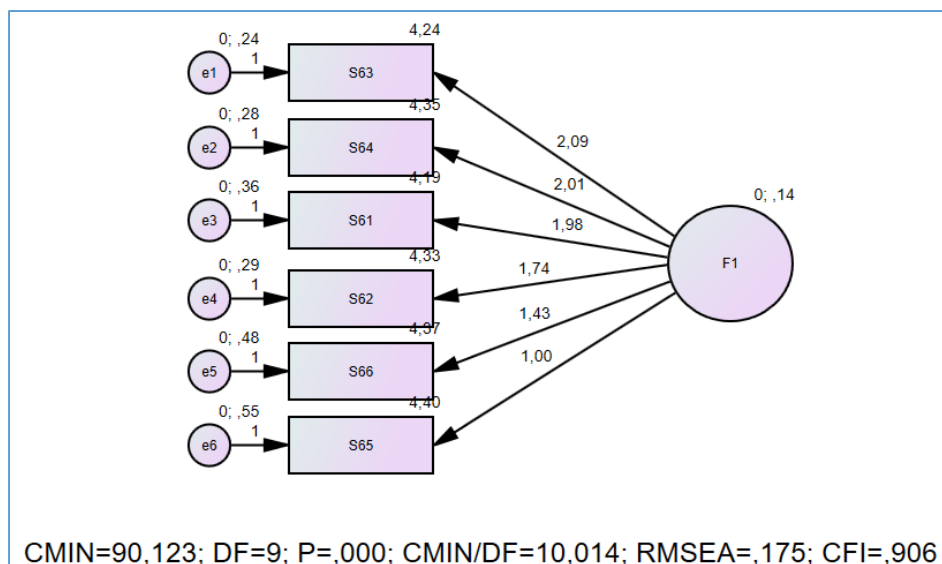 4,24
0; ,24
1
e1
S63
4,35
0; ,28
1
e2
S64
2,09
4,19
0; ,36
1
e3
S61
2,01
0; ,14
4,33
0; ,29
1
e4
S62
1,98
F1
4,37
0; ,48
1
e5
S66
1,74
1,43
4,40
0; ,55
1
e6
S65
1,00
CMIN=90,123; DF=9; P=,000; CMIN/DF=10,014; RMSEA=,175; CFI=,906